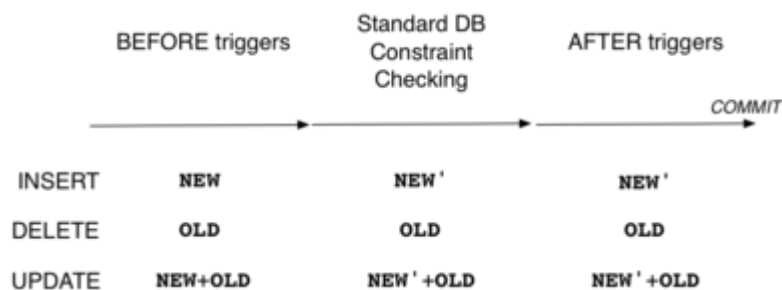 BEFORE triggers
Standard DB
Constraint
Checking
AFTER triggers
COMMIT
INSERT NEW NEW' NEW'
DELETE OLD OLD OLD
UPDATE NEW+OLD NEW'+OLD NEW'+OLD